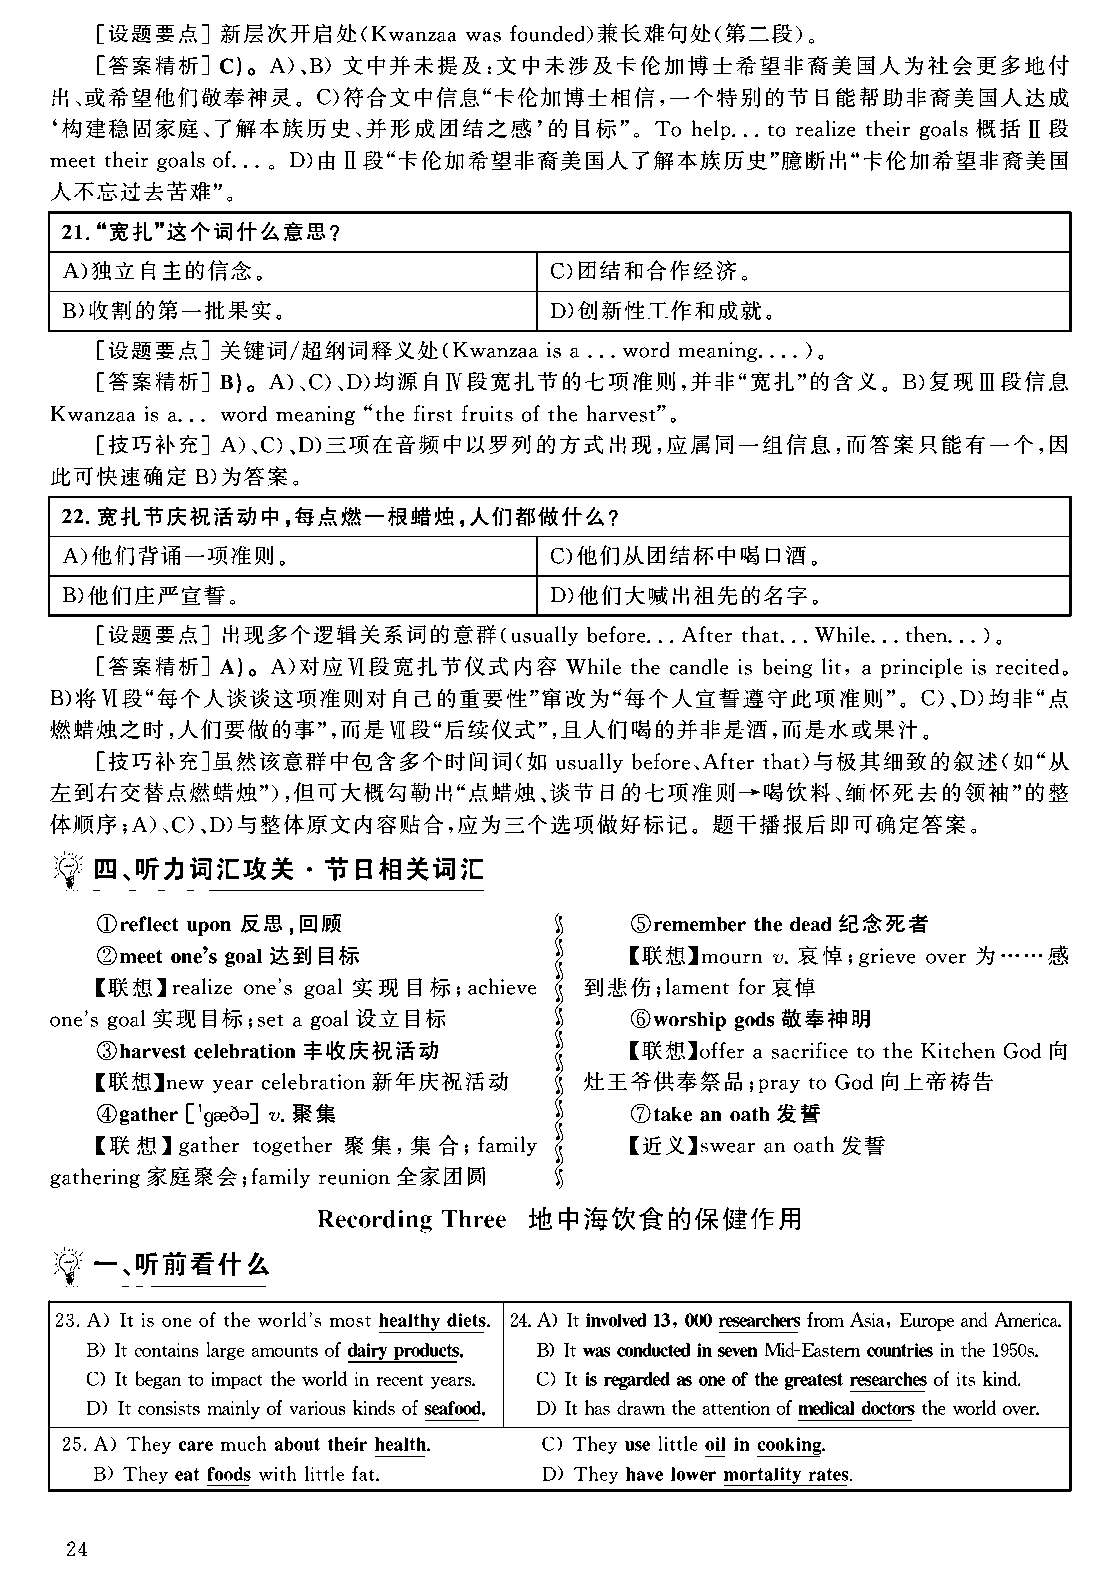 [设题要点] 新层次开启处(Kwanzaa was founded)兼长难句处(第二段)。
[答案精析] C)。A)、B) 文中并未提及:文中未涉及卡伦加博士希望非裔美国人为社会更多地付
出、或希望他们敬奉神灵。C)符合文中信息“卡伦加博士相信,一个特别的节日能帮助非裔美国人达成
‘构建稳固家庭、了解本族历史、并形成团结之感’的目标”。To help... to realize their goals 概括Ⅱ段
meet their goals of... 。D)由Ⅱ段“卡伦加希望非裔美国人了解本族历史”臆断出“卡伦加希望非裔美国
人不忘过去苦难”。
21.“宽扎”这个词什么意思?
A)独立自主的信念。 C)团结和合作经济。
B)收割的第一批果实。 D)创新性工作和成就。
[设题要点] 关键词/超纲词释义处(Kwanzaa is a ... word meaning....)。
[答案精析] B)。A)、C)、D)均源自Ⅳ段宽扎节的七项准则,并非“宽扎”的含义。B)复现Ⅲ段信息
Kwanzaa is a... word meaning “the first fruits of the harvest”。
[技巧补充] A)、C)、D)三项在音频中以罗列的方式出现,应属同一组信息,而答案只能有一个,因
此可快速确定 B)为答案。
22. 宽扎节庆祝活动中,每点燃一根蜡烛,人们都做什么?
A)他们背诵一项准则。 C)他们从团结杯中喝口酒。
B)他们庄严宣誓。 D)他们大喊出祖先的名字。
[设题要点] 出现多个逻辑关系词的意群(usually before... After that... While... then...)。
[答案精析] A)。A)对应Ⅵ段宽扎节仪式内容 While the candle is being lit, a principle is recited。
B)将Ⅵ段“每个人谈谈这项准则对自己的重要性”窜改为“每个人宣誓遵守此项准则”。C)、D)均非“点
燃蜡烛之时,人们要做的事”,而是Ⅶ段“后续仪式”,且人们喝的并非是酒,而是水或果汁。
[技巧补充]虽然该意群中包含多个时间词(如 usually before、After that)与极其细致的叙述(如“从
左到右交替点燃蜡烛”),但可大概勾勒出“点蜡烛、谈节日的七项准则→喝饮料、缅怀死去的领袖”的整
体顺序;A)、C)、D)与整体原文内容贴合,应为三个选项做好标记。题干播报后即可确定答案。
四、听力词汇攻关·节日相关词汇
①reflect upon 反思,回顾
②meet one's goal 达到目标
【联想】realize one's goal 实现目标;achieve
one's goal 实现目标;set a goal 设立目标
③harvest celebration 丰收庆祝活动
【联想】new year celebration 新年庆祝活动
④gather [ˈɡæðə] v. 聚集
【联想】gather together 聚集,集合;family
gathering 家庭聚会;family reunion 全家团圆
⑤remember the dead 纪念死者
【联想】mourn v. 哀悼;grieve over 为……感
到悲伤;lament for 哀悼
⑥worship gods 敬奉神明
【联想】offer a sacrifice to the Kitchen God 向
灶王爷供奉祭品;pray to God 向上帝祷告
⑦take an oath 发誓
【近义】swear an oath 发誓
Recording Three 地中海饮食的保健作用
一、听前看什么
23. A) It is one of the world's most healthy diets.
B) It contains large amounts of dairy products.
C) It began to impact the world in recent years.
D) It consists mainly of various kinds of seafood.
24. A) It involved 13, 000 researchers from Asia, Europe and America.
B) It was conducted in seven Mid-Eastern countries in the 1950s.
C) It is regarded as one of the greatest researches of its kind.
D) It has drawn the attention of medical doctors the world over.
25. A) They care much about their health. C) They use little oil in cooking.
B) They eat foods with little fat. D) They have lower mortality rates.
24